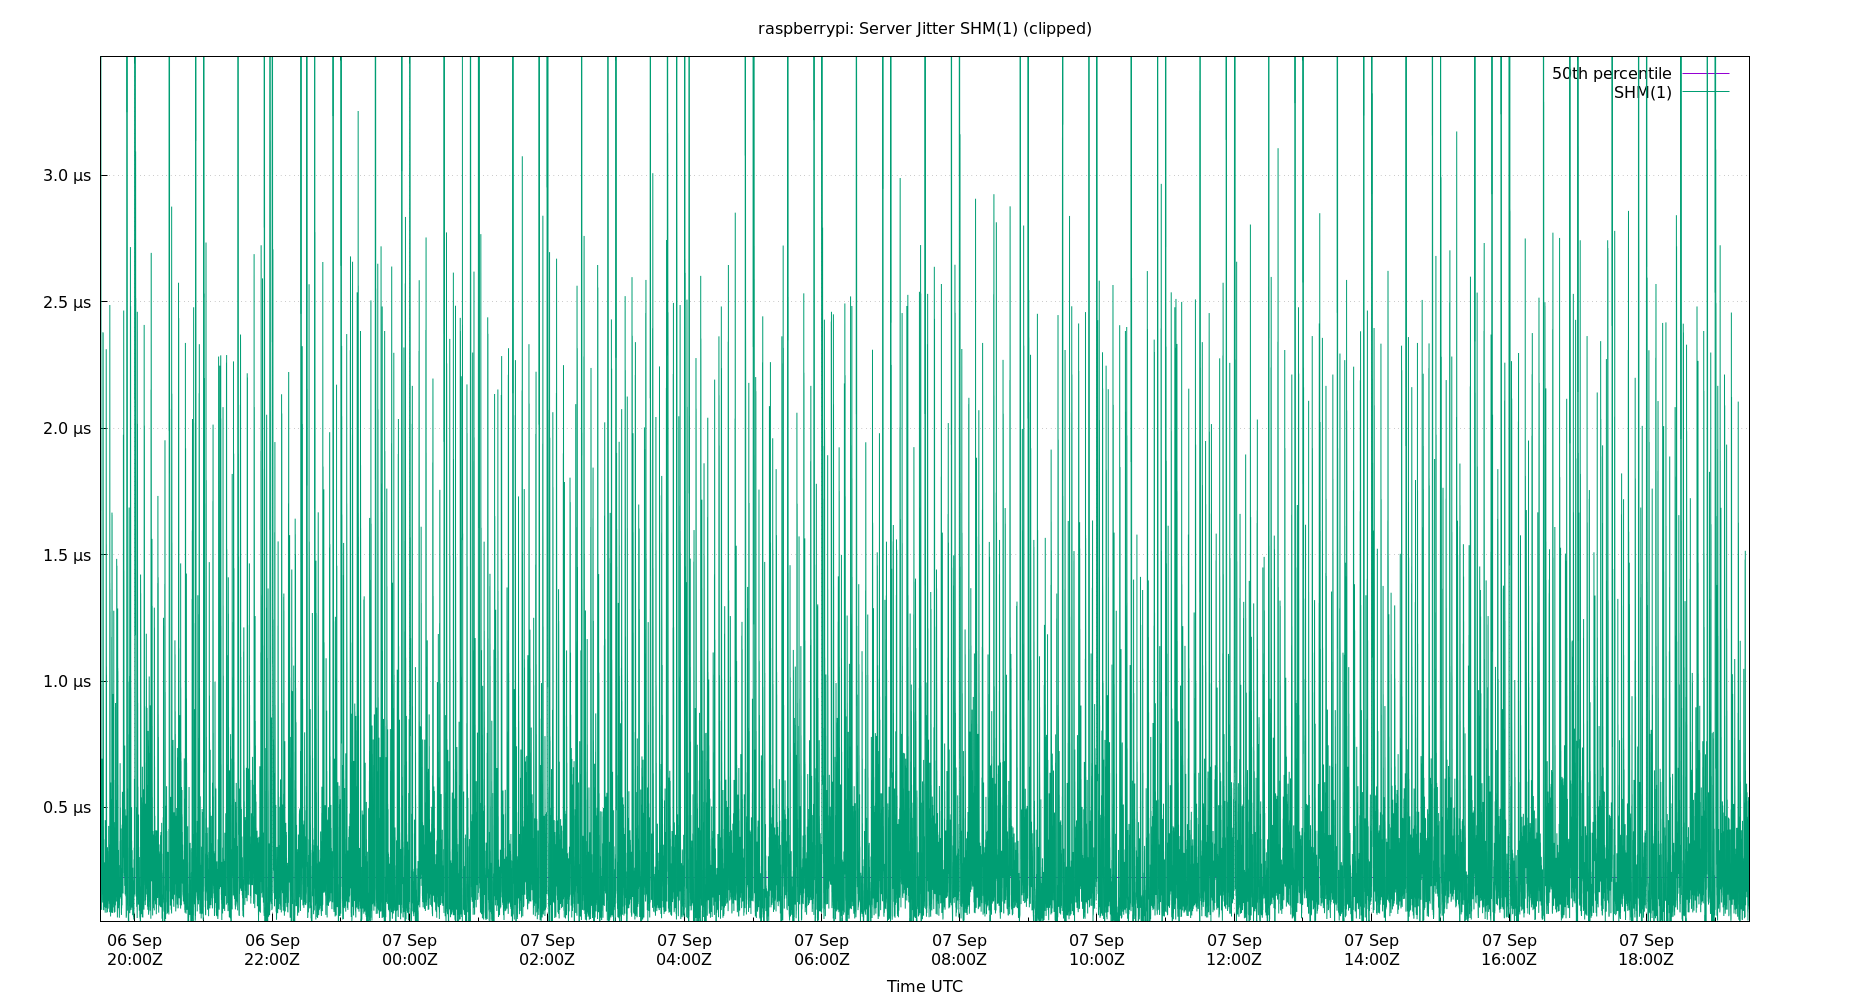 raspberrypi: Server Jitter SHM(1) (clipped)
50th percentile
SHM(1)
3.0 μs
2.5 μs
2.0 μs
1.5 μs
1.0 μs
0.5 μs
06 Sep 06 Sep 07 Sep 07 Sep 07 Sep 07 Sep 07 Sep 07 Sep 07 Sep 07 Sep 07 Sep 07 Sep
20:00Z 22:00Z 00:00Z 02:00Z 04:00Z 06:00Z 08:00Z 10:00Z 12:00Z 14:00Z 16:00Z 18:00Z
Time UTC